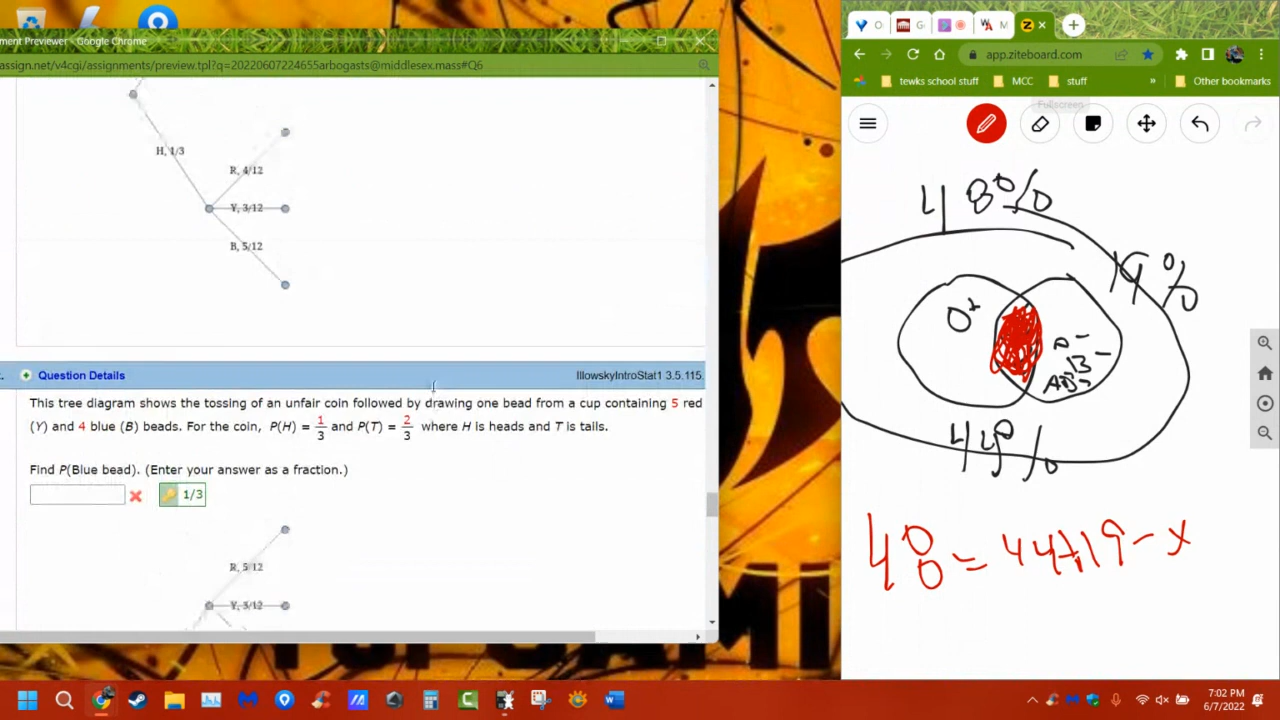 ment Previewer - Google Chrome
assign.net/v4cgi/assignments/preview.tpl?q=20220607224655arbogasts@middlesex.mass#Q6
H, 1/3
R, 4/12
Y, 3/12
B, 5/12
Question Details
IllowskyIntroStat1 3.5.115.
This tree diagram shows the tossing of an unfair coin followed by drawing one bead from a cup containing 5 red
(Y) and 4 blue (B) beads. For the coin, P(H) = 1/3 and P(T) = 2/3 where H is heads and T is tails.
Find P(Blue bead). (Enter your answer as a fraction.)
1/3
R, 5/12
Y, 3/12
O
G
M
app.ziteboard.com
tewks school stuff
MCC
stuff
»
Other bookmarks
Fullscreen
48%
19%
O+
A-
B-
AB-
44%
48 = 44+19-x
7:02 PM
6/7/2022